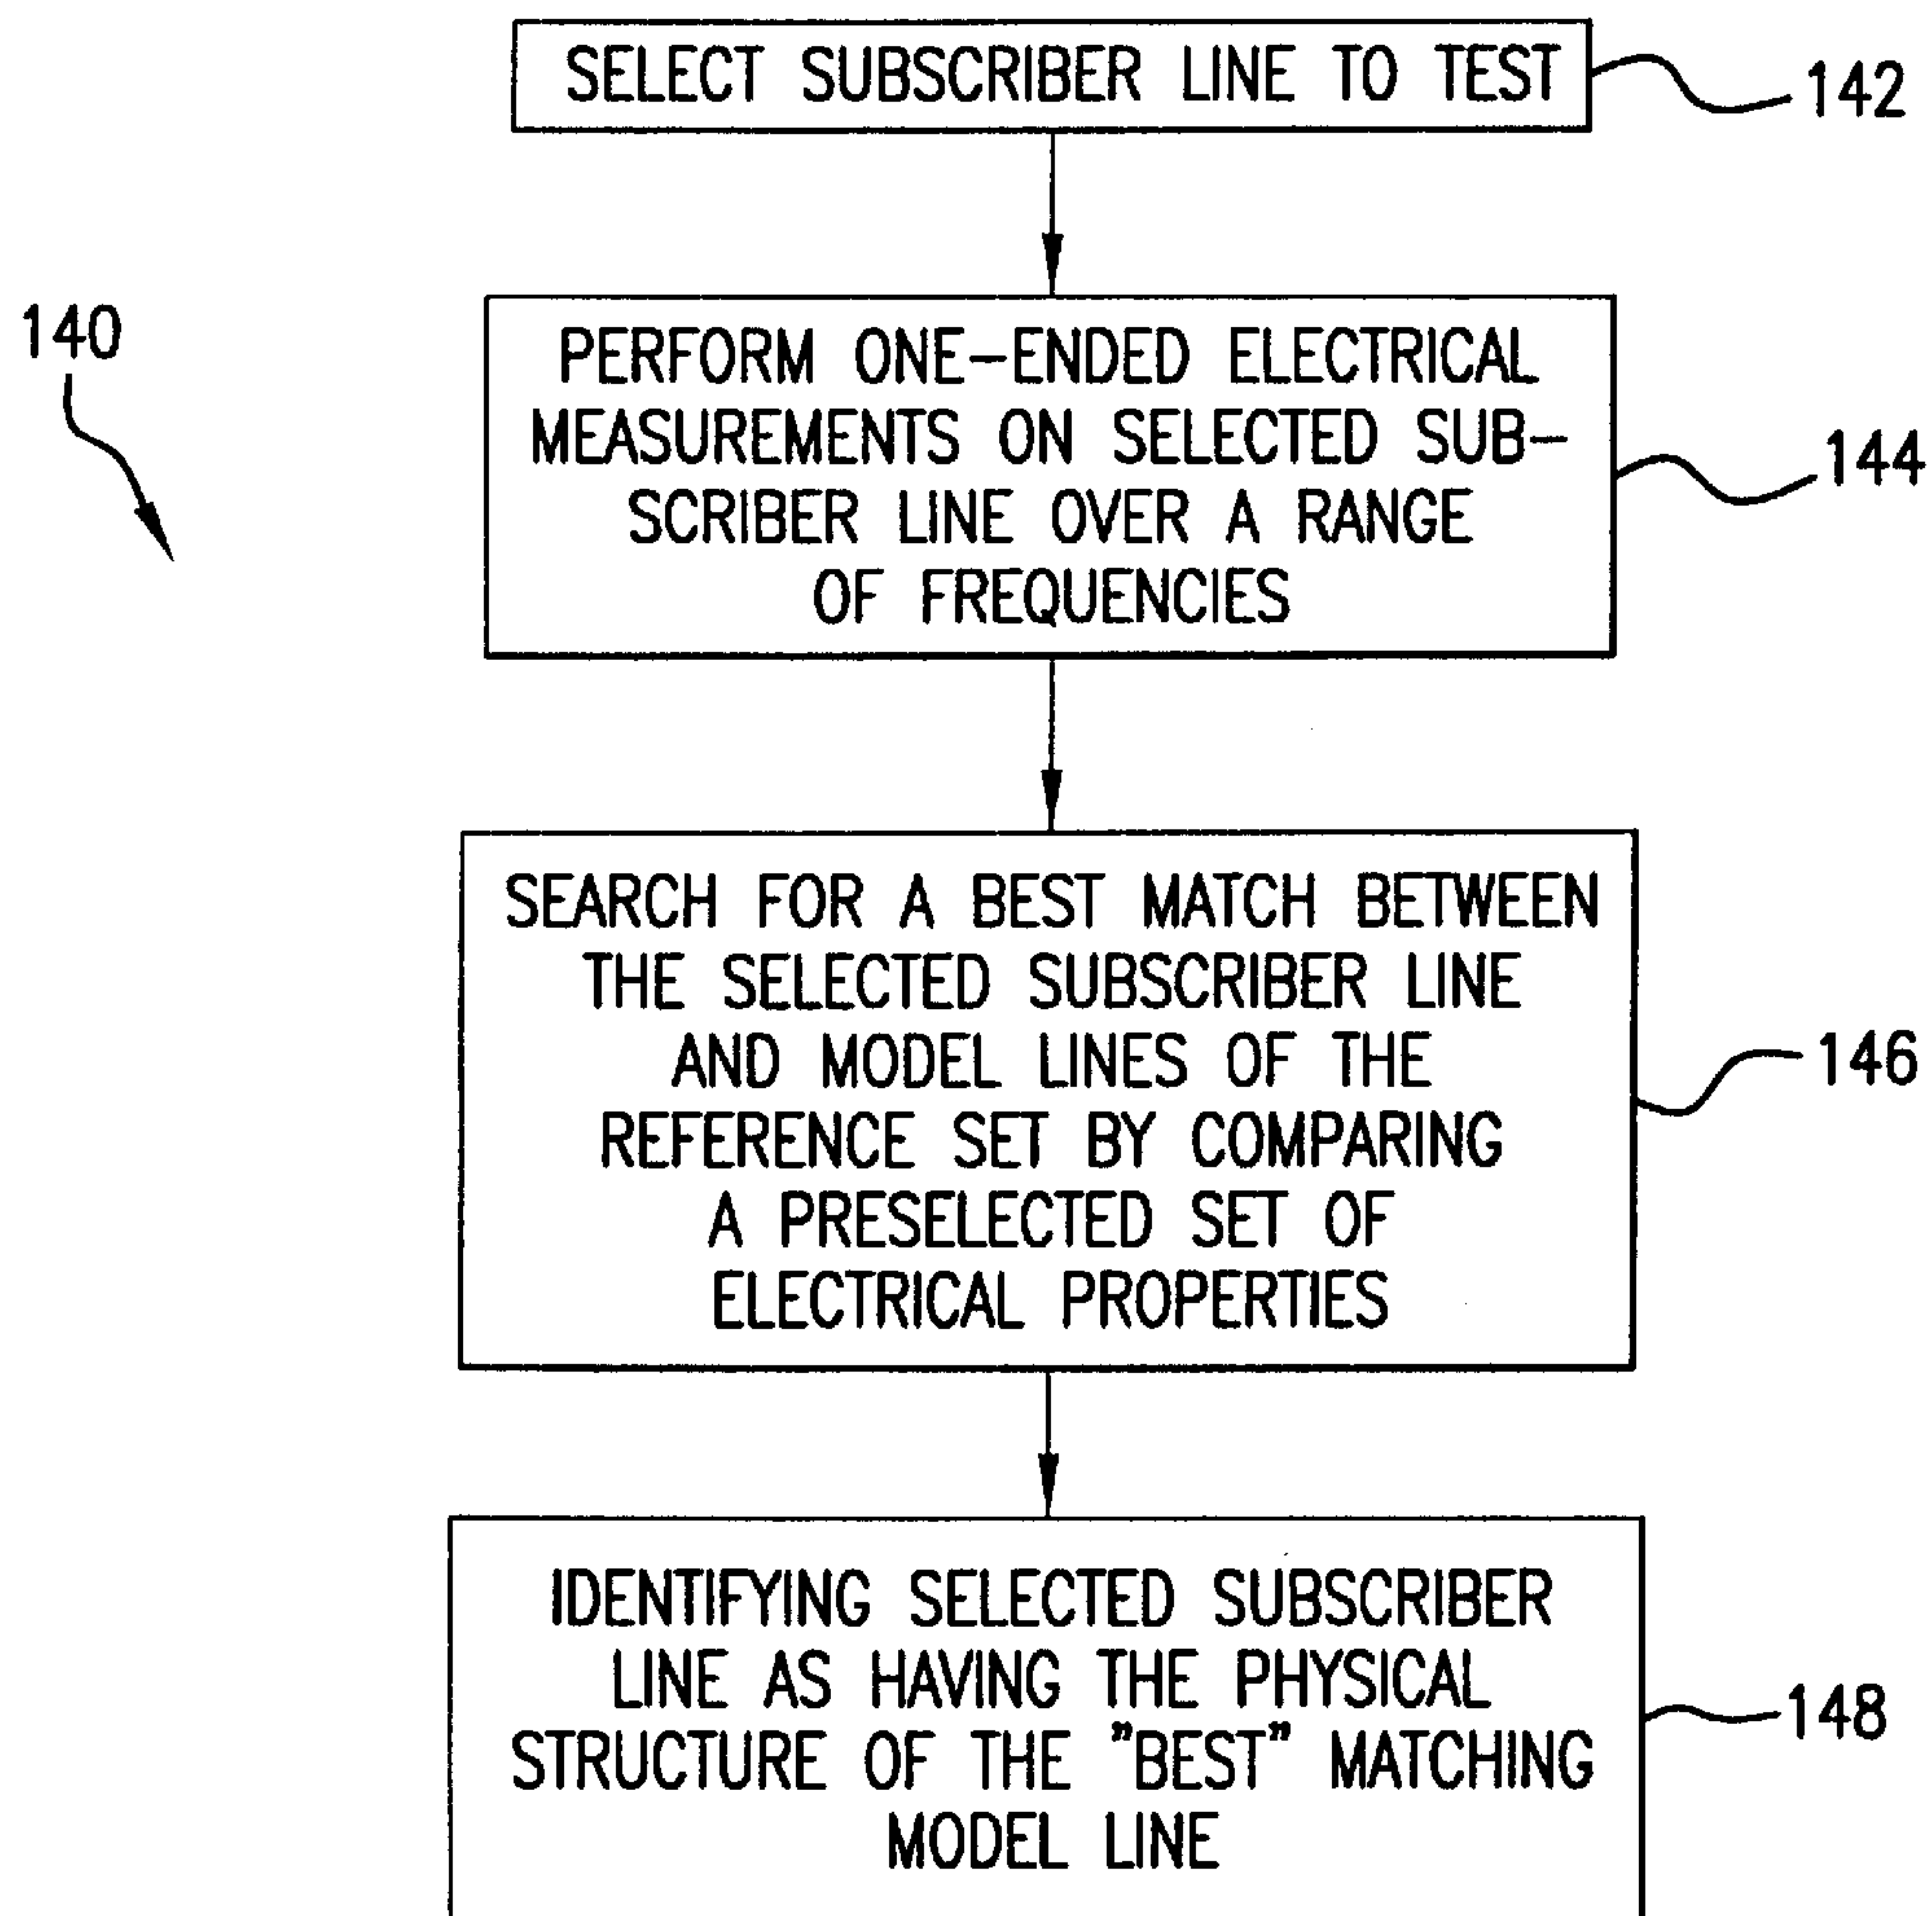 SELECT SUBSCRIBER LINE TO TEST
142
140
PERFORM ONE-ENDED ELECTRICAL
MEASUREMENTS ON SELECTED SUB-
SCRIBER LINE OVER A RANGE
OF FREQUENCIES
144
SEARCH FOR A BEST MATCH BETWEEN
THE SELECTED SUBSCRIBER LINE
AND MODEL LINES OF THE
REFERENCE SET BY COMPARING
A PRESELECTED SET OF
ELECTRICAL PROPERTIES
146
IDENTIFYING SELECTED SUBSCRIBER
LINE AS HAVING THE PHYSICAL
STRUCTURE OF THE ”BEST” MATCHING
MODEL LINE
148